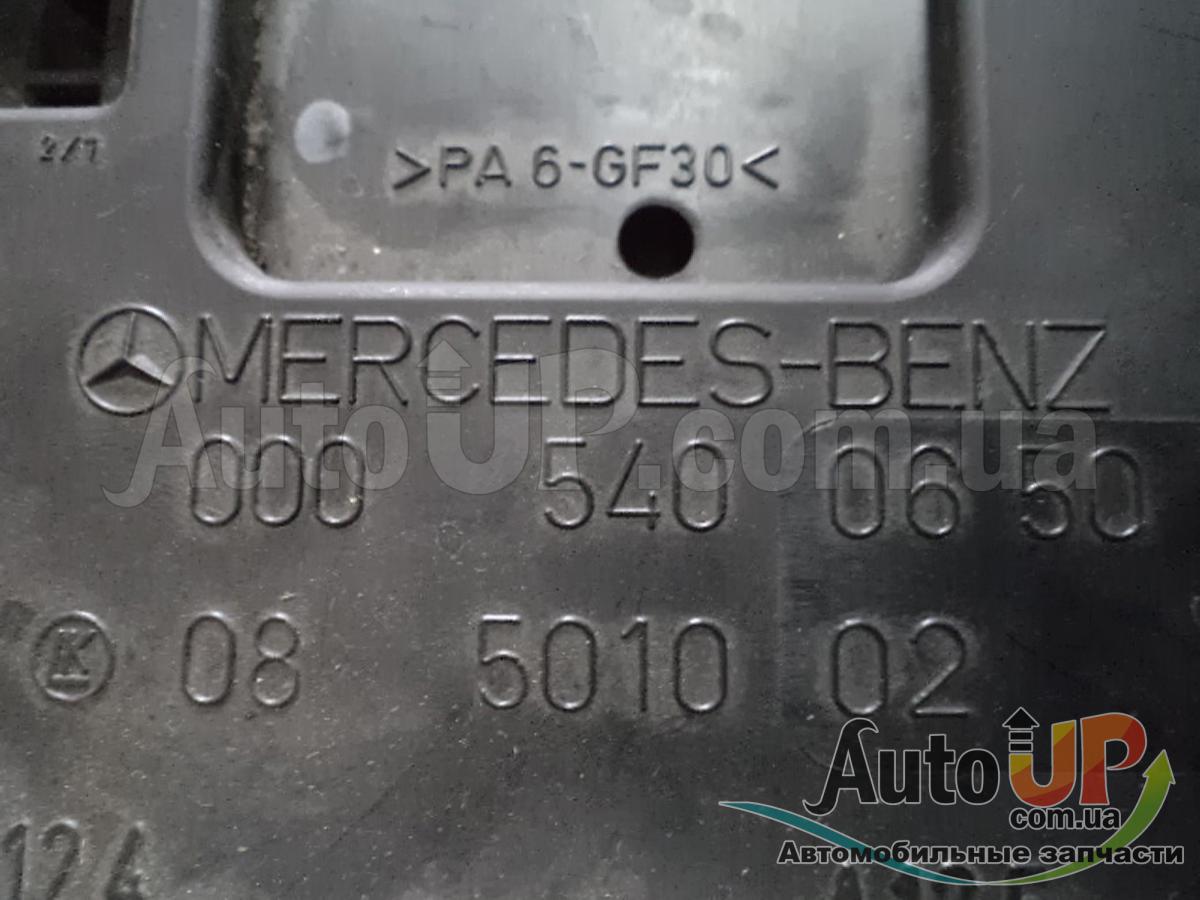 2/1
>PA 6-GF30<
MERCEDES-BENZ
AutoUP.com.ua
000 540 06 50
K 08 5010 02
AutoUP
com.ua
Автомобильные запчасти
124